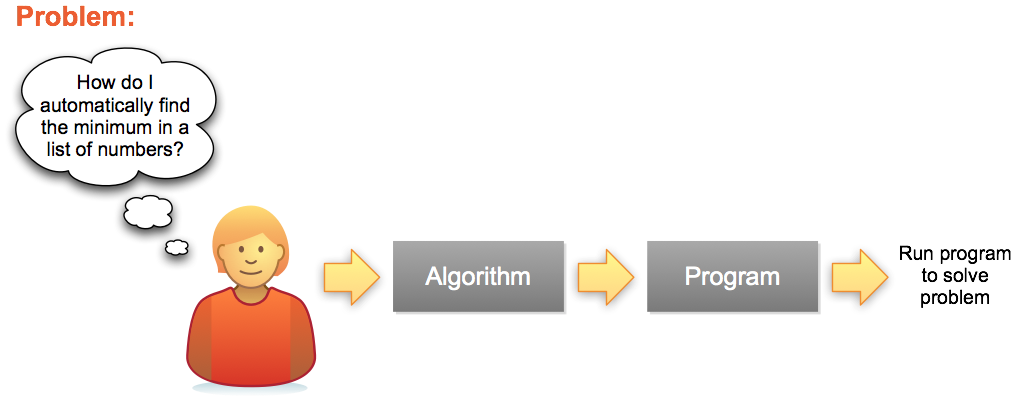 Problem:
How do I
automatically find
the minimum in a
list of numbers?
Algorithm
Program
Run program
to solve
problem